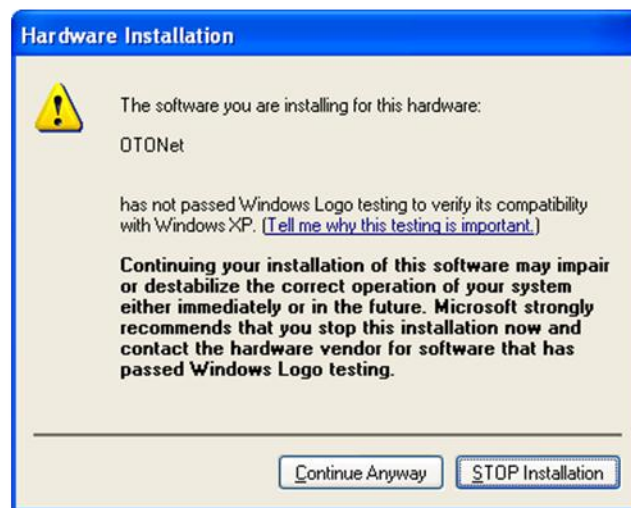 Hardware Installation
The software you are installing for this hardware:
OTONet
has not passed Windows Logo testing to verify its compatibility
with Windows XP. (Tell me why this testing is important.)
Continuing your installation of this software may impair
or destabilize the correct operation of your system
either immediately or in the future. Microsoft strongly
recommends that you stop this installation now and
contact the hardware vendor for software that has
passed Windows Logo testing.
Continue Anyway
STOP Installation